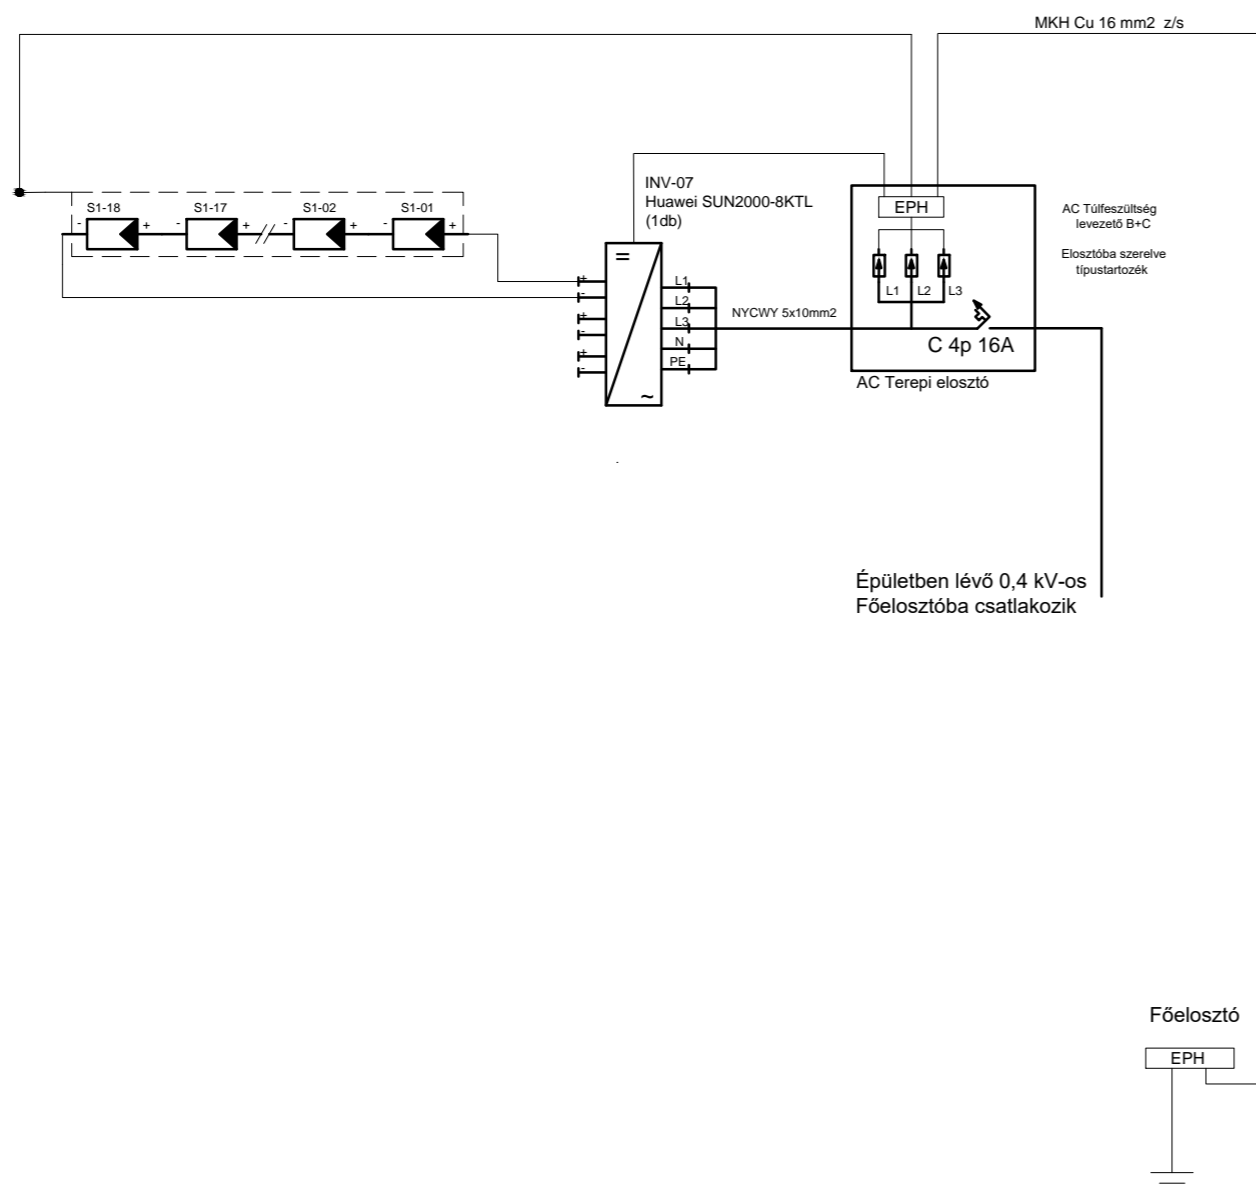 MKH Cu 16 mm2 z/s
INV-07
Huawei SUN2000-8KTL
(1db)
S1-18
S1-17
S1-02
S1-01
- + - + - + - +
EPH
AC Túlfeszültség
levezető B+C
Elosztóba szerelve
típustartozék
=
+
-
+
-
+
-
~
L1
L2
L3
N
PE
NYCWY 5x10mm2
L1 L2 L3
C 4p 16A
AC Terepi elosztó
Épületben lévő 0,4 kV-os
Főelosztóba csatlakozik
Főelosztó
EPH